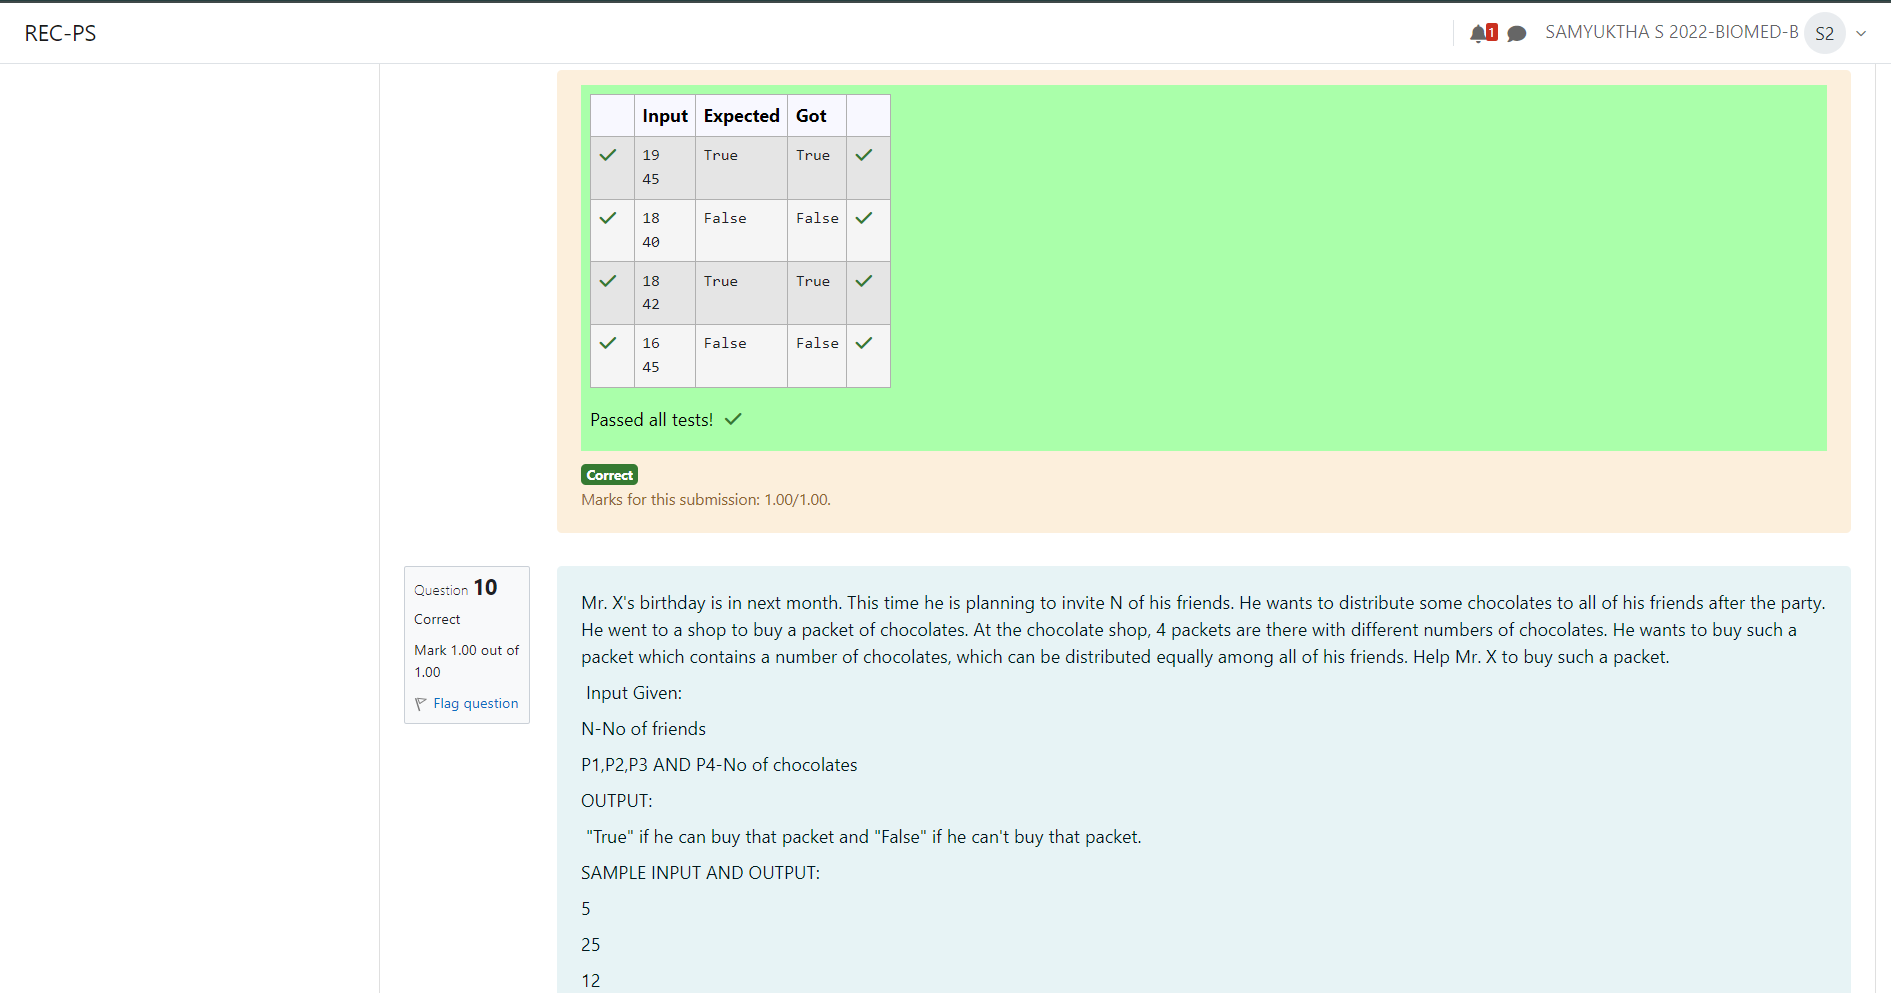 REC-PS
1
SAMYUKTHA S 2022-BIOMED-B
S2
Input Expected Got
19 True True
45
18 False False
40
18 True True
42
16 False False
45
Passed all tests!
Correct
Marks for this submission: 1.00/1.00.
Question 10
Correct
Mark 1.00 out of
1.00
Flag question
Mr. X's birthday is in next month. This time he is planning to invite N of his friends. He wants to distribute some chocolates to all of his friends after the party.
He went to a shop to buy a packet of chocolates. At the chocolate shop, 4 packets are there with different numbers of chocolates. He wants to buy such a
packet which contains a number of chocolates, which can be distributed equally among all of his friends. Help Mr. X to buy such a packet.
Input Given:
N-No of friends
P1,P2,P3 AND P4-No of chocolates
OUTPUT:
"True" if he can buy that packet and "False" if he can't buy that packet.
SAMPLE INPUT AND OUTPUT:
5
25
12